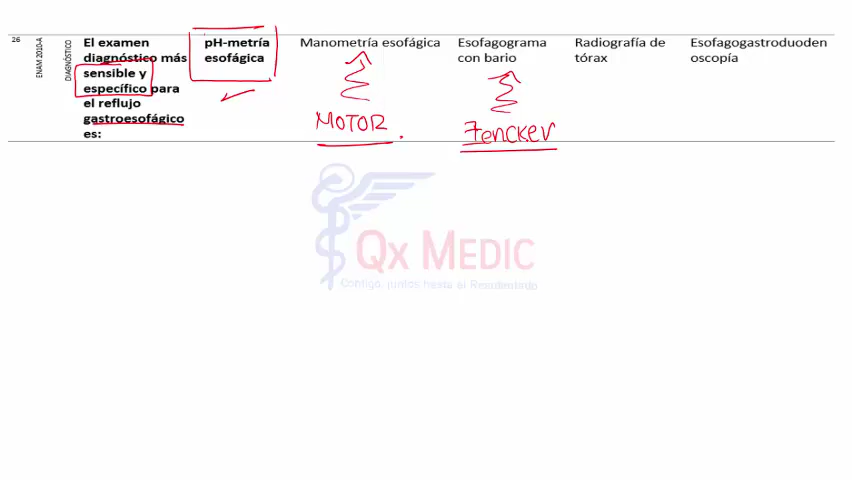 26
ENAM 2010-A
DIAGNÓSTICO
El examen
diagnóstico más
sensible y
específico para
el reflujo
gastroesofágico
es:
pH-metría
esofágica
Manometría esofágica
Esofagograma
con bario
Radiografía de
tórax
Esofagogastroduoden
oscopía
MOTOR.
Zencker
QX MEDIC
Contigo, juntos hasta el Residentado